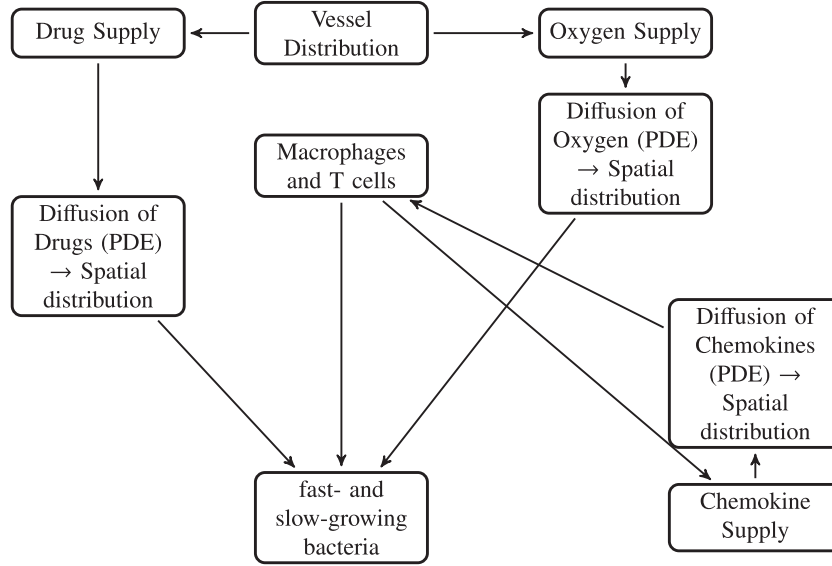 Drug Supply
Vessel
Distribution
Oxygen Supply
Diffusion of
Oxygen (PDE)
→ Spatial
distribution
Macrophages
and T cells
Diffusion of
Drugs (PDE)
→ Spatial
distribution
Diffusion of
Chemokines
(PDE) →
Spatial
distribution
fast- and
slow-growing
bacteria
Chemokine
Supply